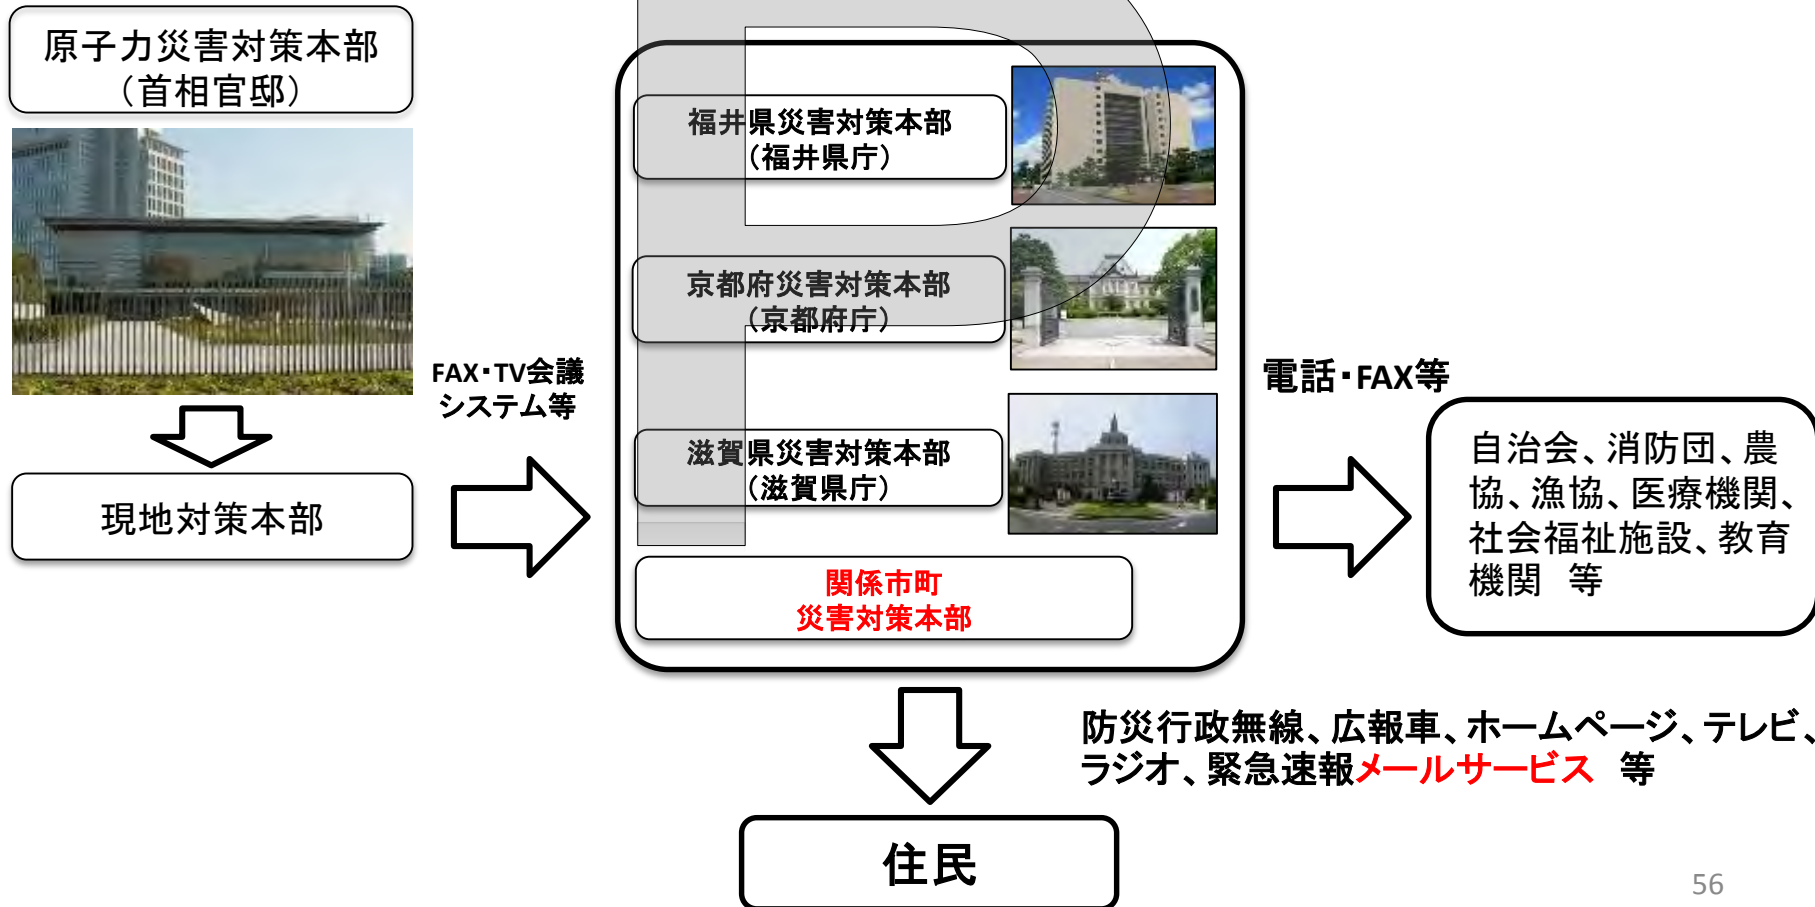 原子力災害対策本部
（首相官邸）
現地対策本部
FAX・TV会議
システム等
福井県災害対策本部
（福井県庁）
京都府災害対策本部
（京都府庁）
滋賀県災害対策本部
（滋賀県庁）
関係市町
災害対策本部
電話・FAX等
自治会、消防団、農
協、漁協、医療機関、
社会福祉施設、教育
機関　等
防災行政無線、広報車、ホームページ、テレビ、
ラジオ、緊急速報メールサービス　等
住民
56